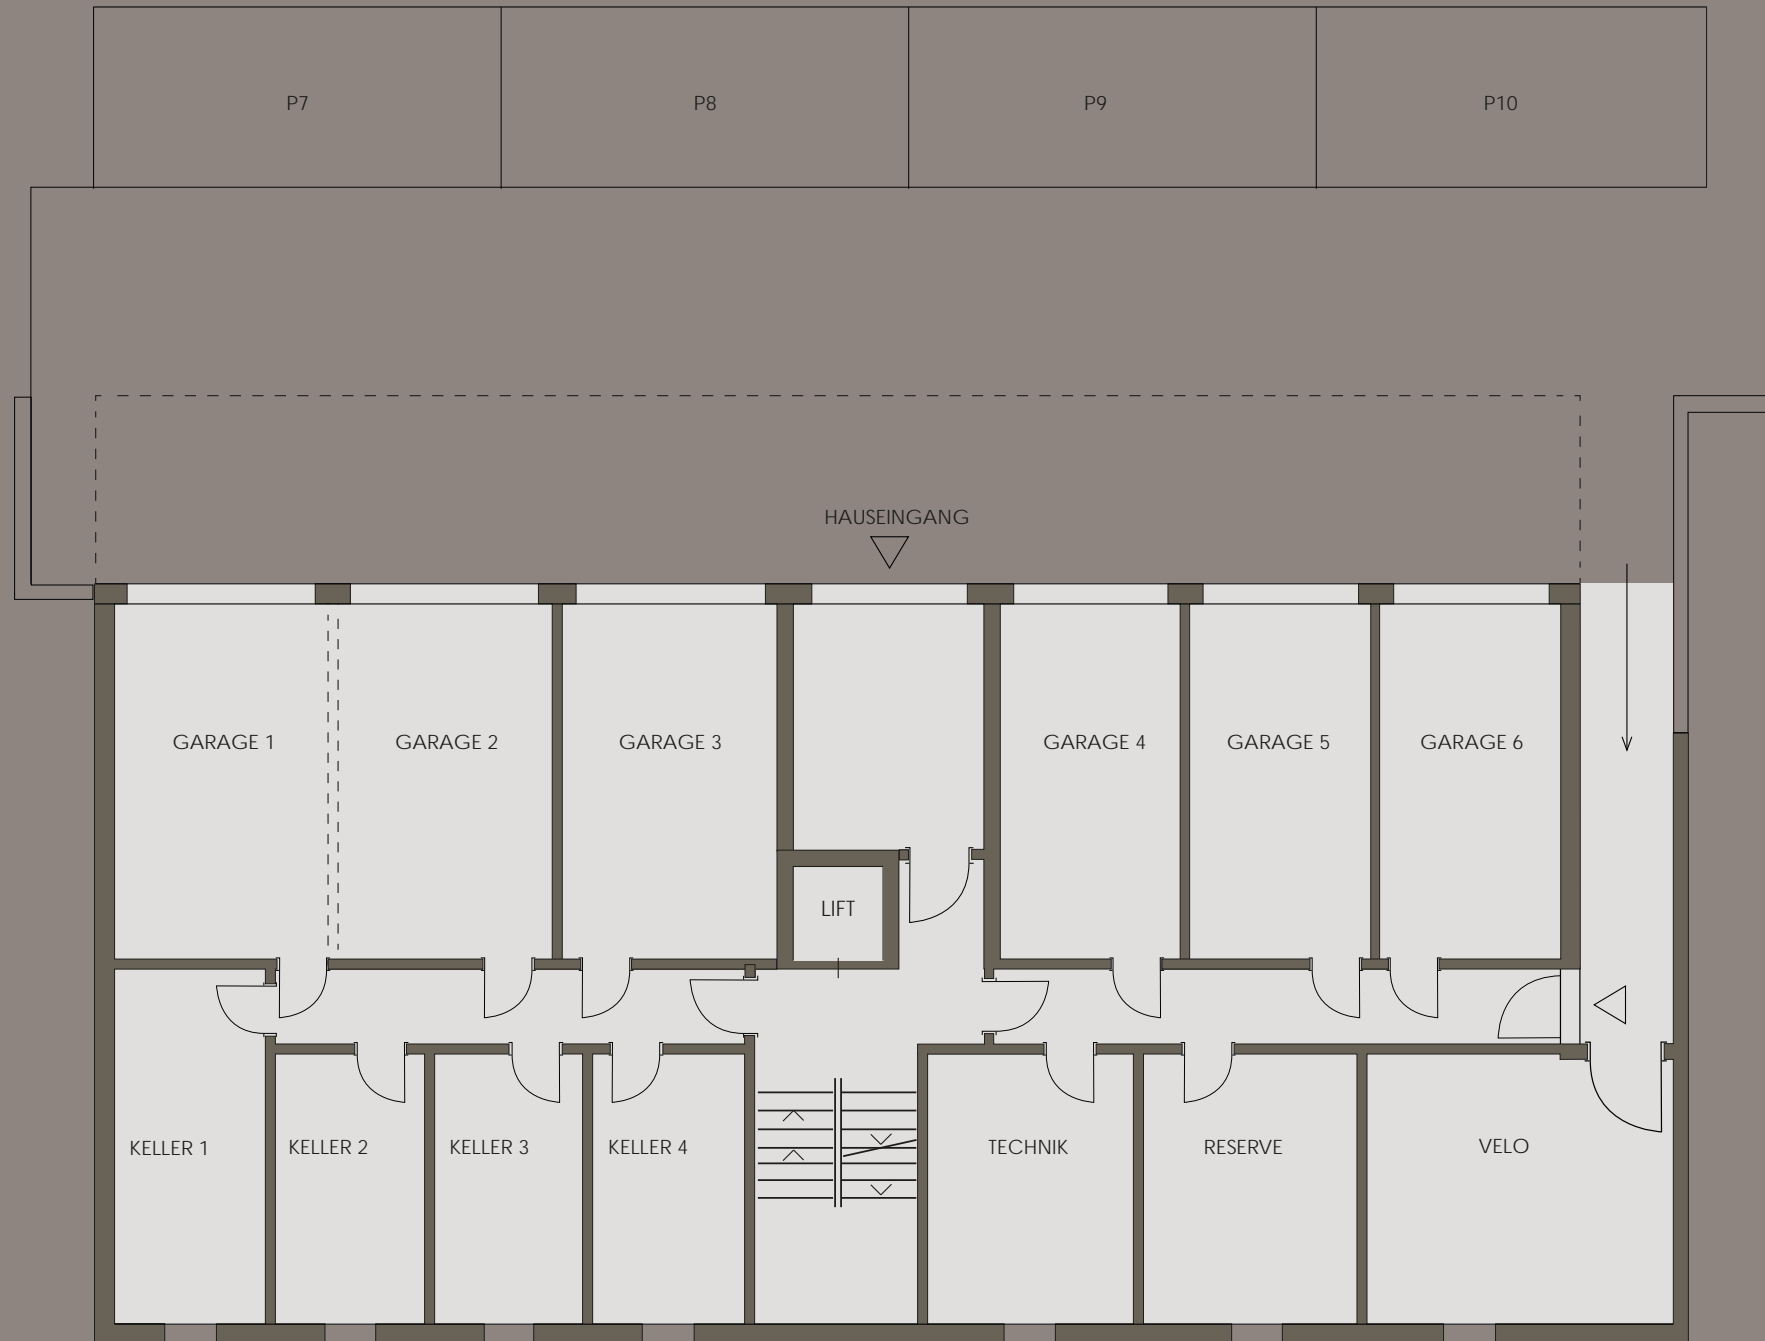 P7
P8
P9
P10
HAUSEINGANG
GARAGE 1
GARAGE 2
GARAGE 3
GARAGE 4
GARAGE 5
GARAGE 6
LIFT
KELLER 1
KELLER 2
KELLER 3
KELLER 4
TECHNIK
RESERVE
VELO